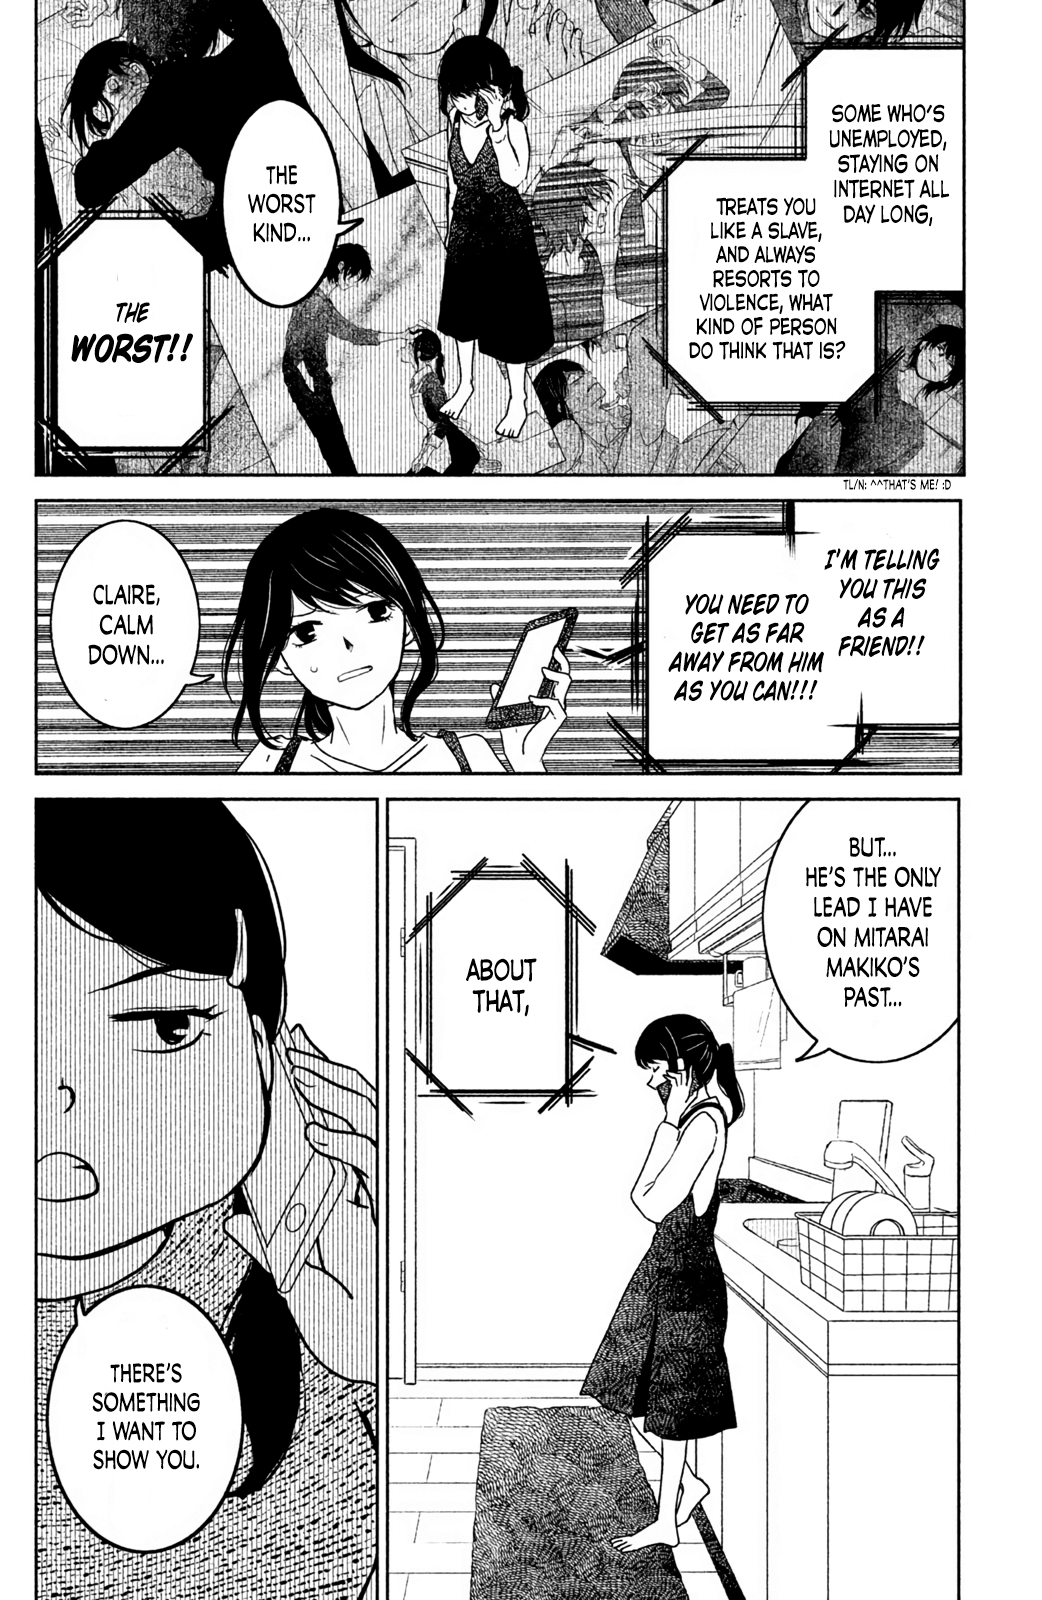 SOME WHO'S
UNEMPLOYED,
STAYING ON
INTERNET ALL
DAY LONG,
TREATS YOU
LIKE A SLAVE,
AND ALWAYS
RESORTS TO
VIOLENCE, WHAT
KIND OF PERSON
DO THINK THAT IS?
THE
WORST
KIND...
THE
WORST!!
TL/N: ^^THAT'S ME! :D
I'M TELLING
YOU THIS
AS A
FRIEND!!
YOU NEED TO
GET AS FAR
AWAY FROM HIM
AS YOU CAN!!!
CLAIRE,
CALM
DOWN...
BUT...
HE'S THE ONLY
LEAD I HAVE
ON MITARAI
MAKIKO'S
PAST...
ABOUT
THAT,
THERE'S
SOMETHING
I WANT TO
SHOW YOU.